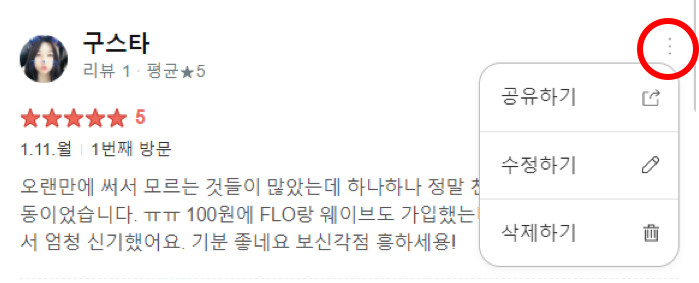 구스타
리뷰 1 · 평균★5
★★★★★ 5
1.11.월 | 1번째 방문
오랜만에 써서 모르는 것들이 많았는데 하나하나 정말
동이었습니다. ㅠㅠ 100원에 FLO랑 웨이브도 가입했는
서 엄청 신기했어요. 기분 좋네요 보신각점 흥하세용!
공유하기
수정하기
삭제하기